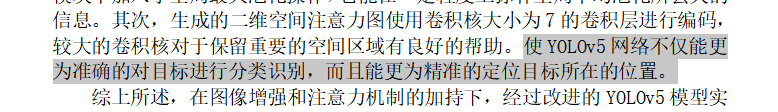 信息。其次，生成的二维空间注意力图使用卷积核大小为 7 的卷积层进行编码，
较大的卷积核对于保留重要的空间区域有良好的帮助。使 YOLOv5 网络不仅能更
为准确的对目标进行分类识别，而且能更为精准的定位目标所在的位置。
综上所述，在图像增强和注意力机制的加持下，经过改进的 YOLOv5 模型实